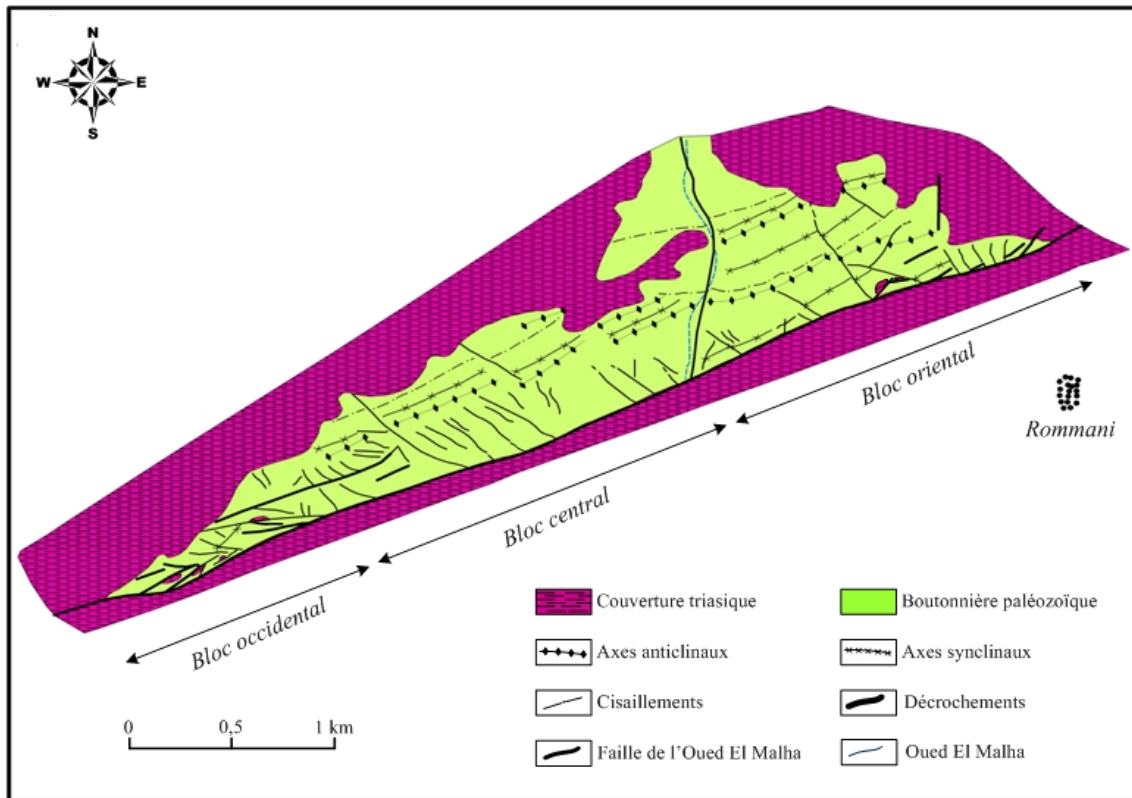 N
W E
S
Bloc oriental
Rommani
Bloc central
Bloc occidental
Couverture triasique
Boutonnière paléozoïque
Axes anticlinaux
Axes synclinaux
Cisaillements
Décrochements
Faille de l'Oued El Malha
Oued El Malha
0 0,5 1 km